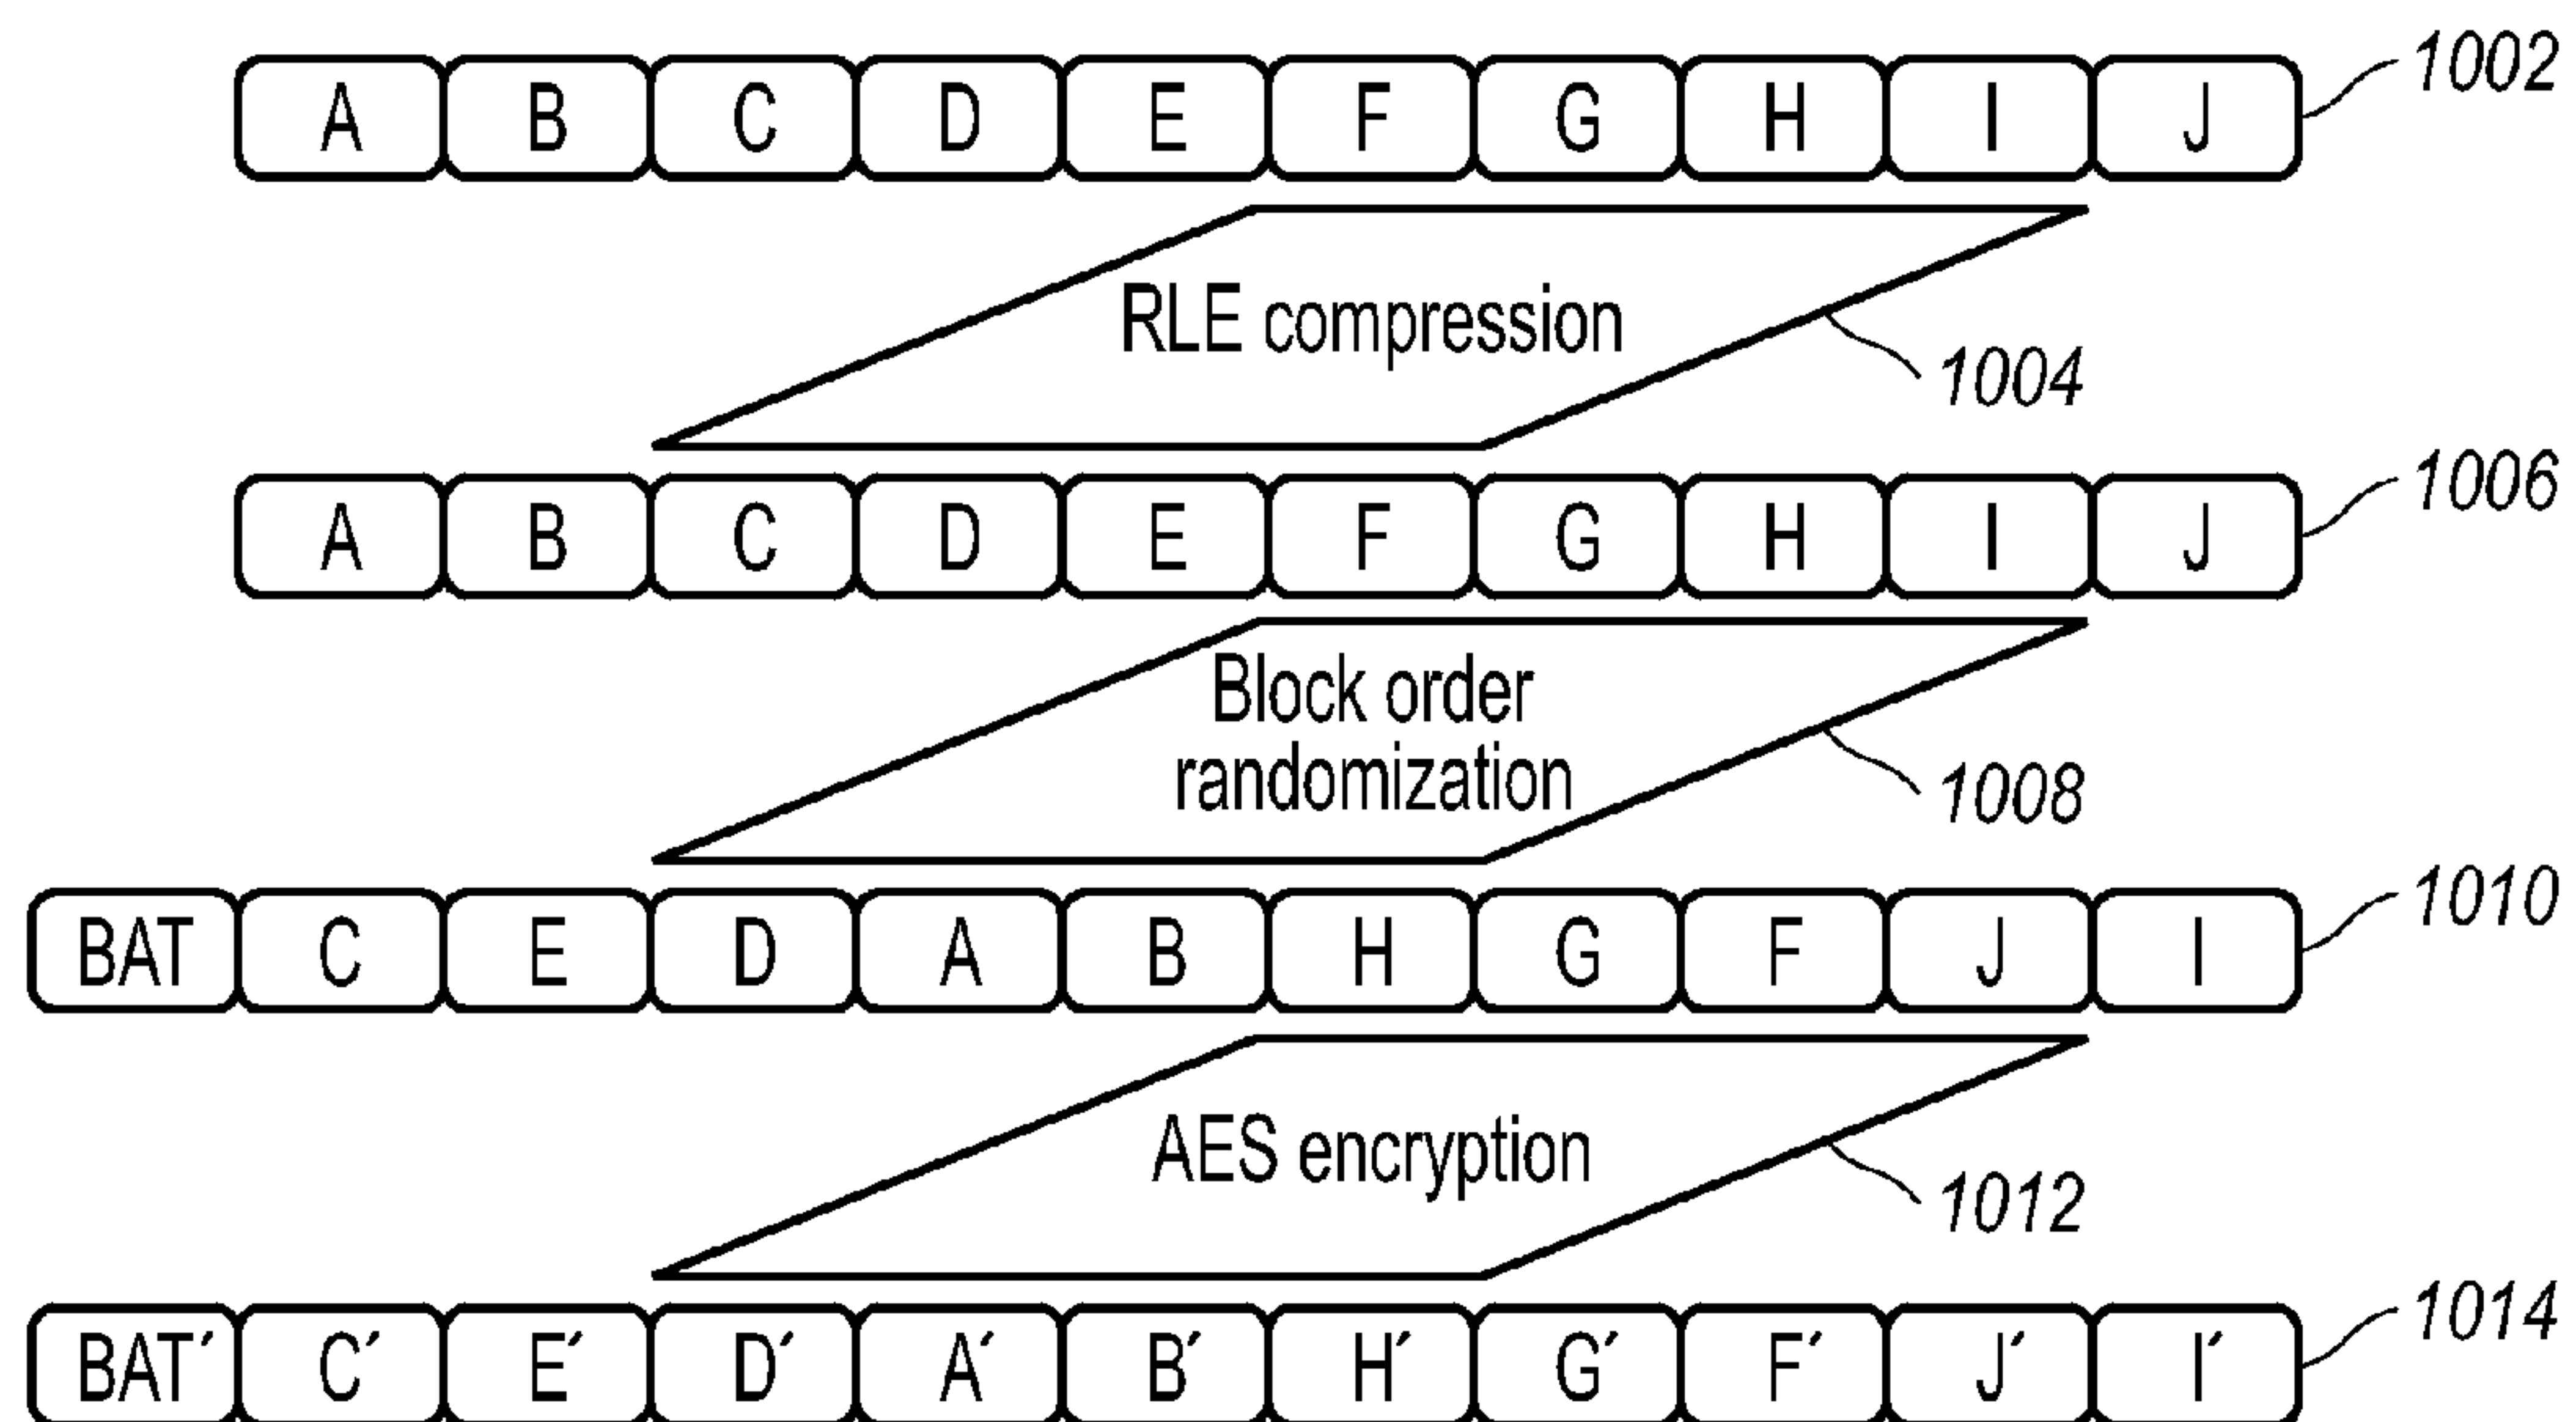 A B C D E F G H I J 1002
RLE compression
1004
A B C D E F G H I J 1006
Block order
randomization
1008
BAT C E D A B H G F J I 1010
AES encryption
1012
BAT´ C´ E´ D´ A´ B´ H´ G´ F´ J´ I´ 1014